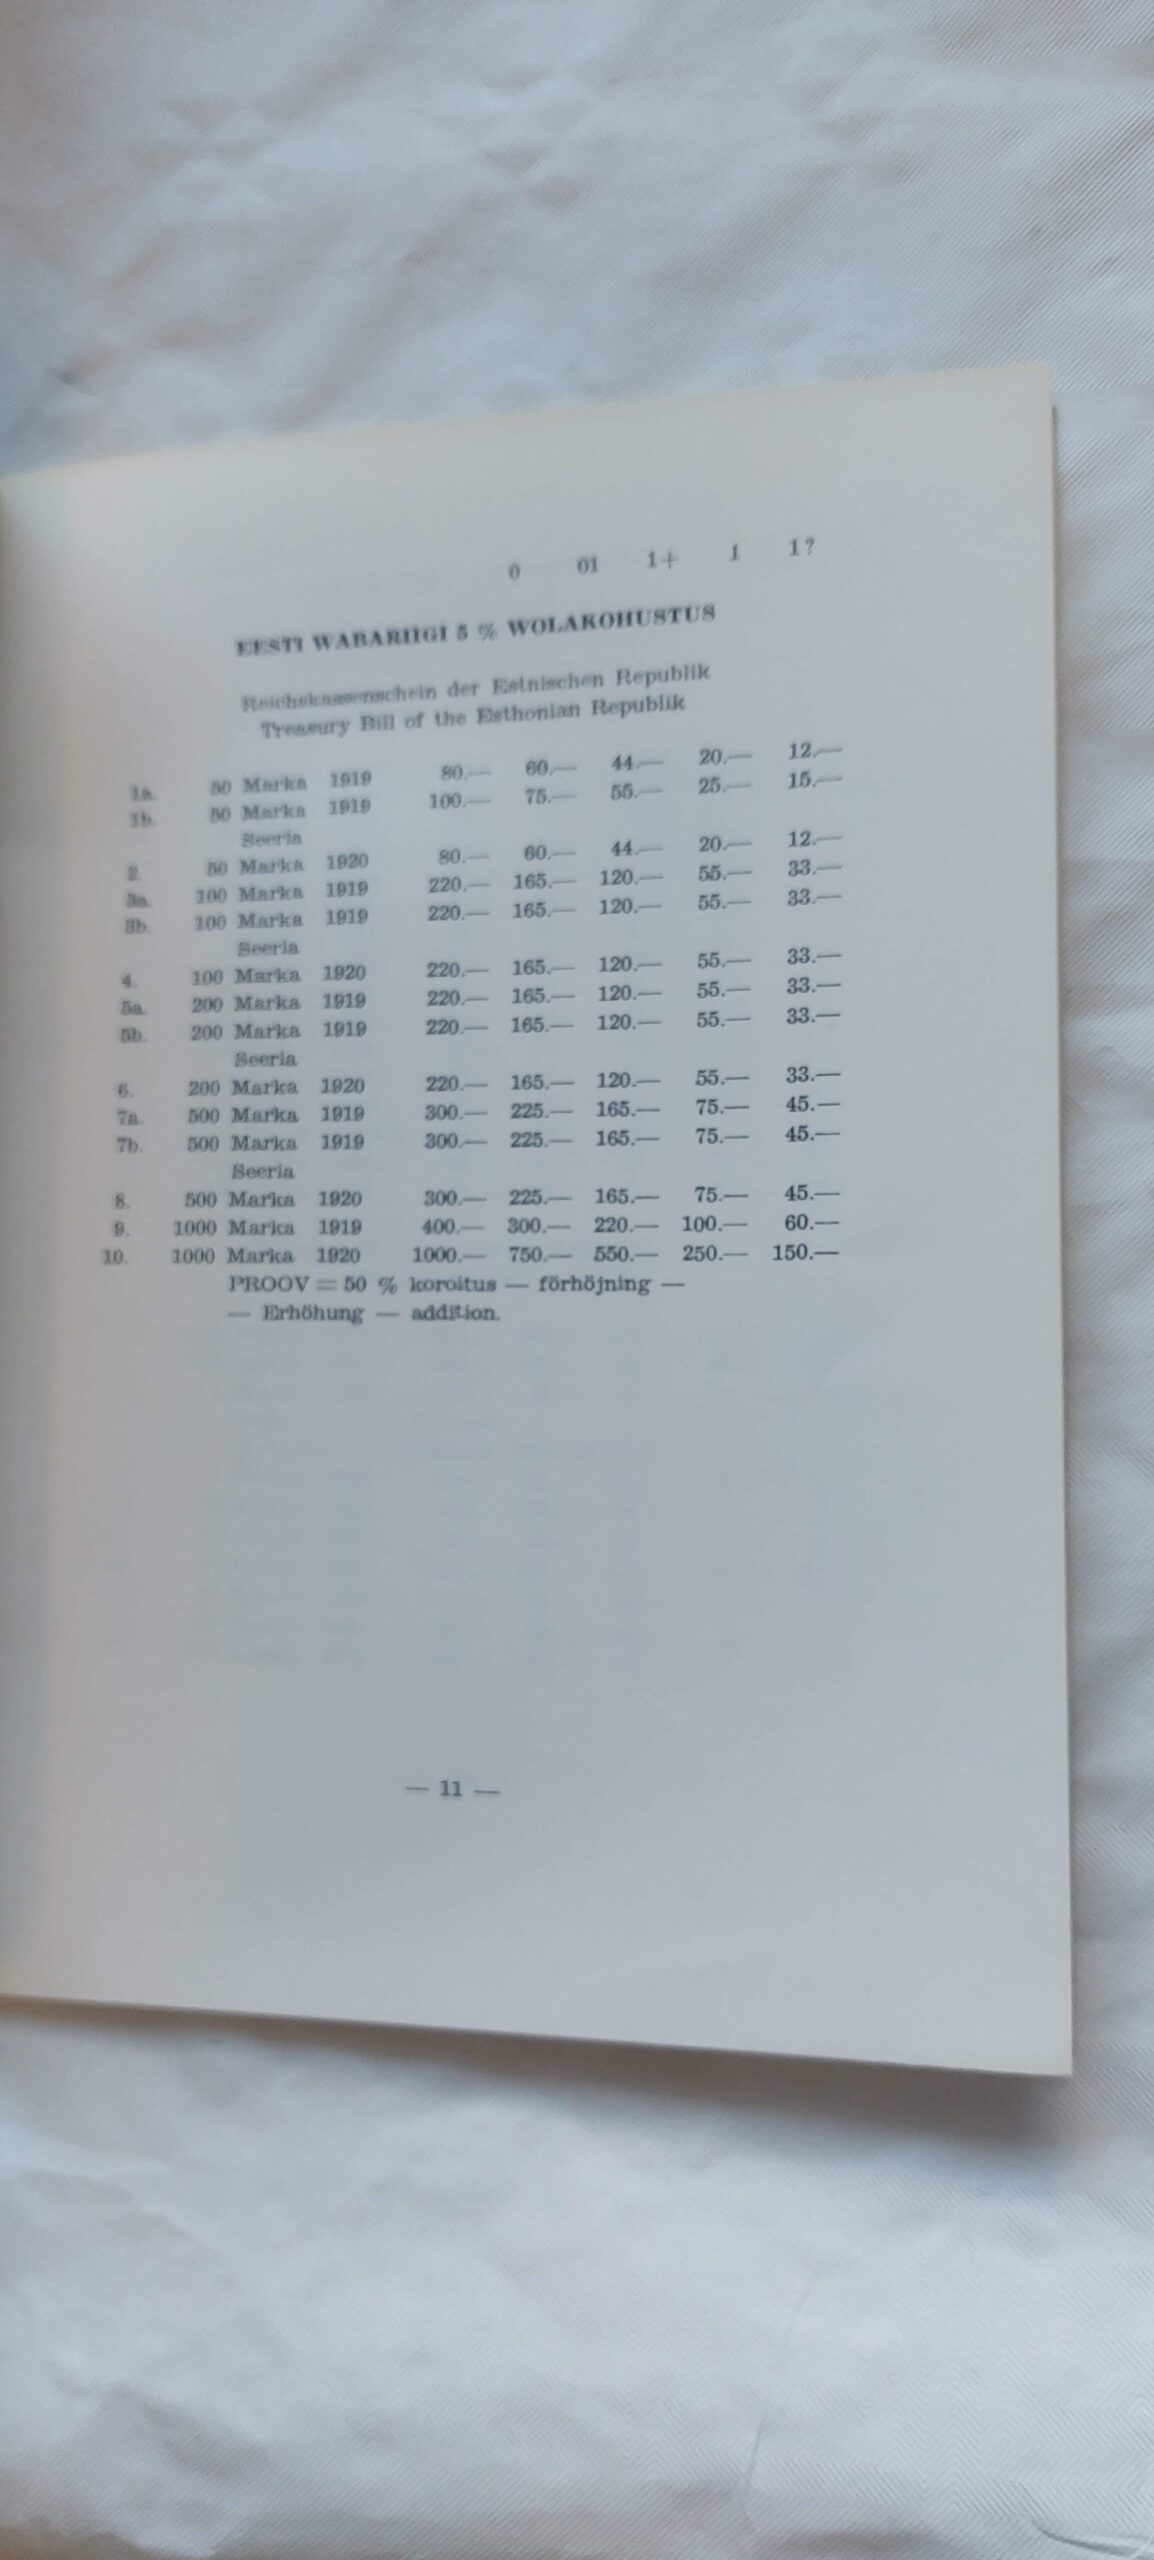 0 01 1+ 1 1?
EESTI WABARIIGI 5 % WOLAKOHUSTUS
Reichskassenschein der Estnischen Republik
Treasury Bill of the Esthonian Republik
1a. 50 Marka 1919 80.— 60.— 44.— 20.— 12.—
1b. 50 Marka 1919 100.— 75.— 55.— 25.— 15.—
Seeria
2. 50 Marka 1920 80.— 60.— 44.— 20.— 12.—
3a. 100 Marka 1919 220.— 165.— 120.— 55.— 33.—
3b. 100 Marka 1919 220.— 165.— 120.— 55.— 33.—
Seeria
4. 100 Marka 1920 220.— 165.— 120.— 55.— 33.—
5a. 200 Marka 1919 220.— 165.— 120.— 55.— 33.—
5b. 200 Marka 1919 220.— 165.— 120.— 55.— 33.—
Seeria
6. 200 Marka 1920 220.— 165.— 120.— 55.— 33.—
7a. 500 Marka 1919 300.— 225.— 165.— 75.— 45.—
7b. 500 Marka 1919 300.— 225.— 165.— 75.— 45.—
Seeria
8. 500 Marka 1920 300.— 225.— 165.— 75.— 45.—
9. 1000 Marka 1919 400.— 300.— 220.— 100.— 60.—
10. 1000 Marka 1920 1000.— 750.— 550.— 250.— 150.—
PROOV = 50 % koroitus — förhöjning —
— Erhöhung — addition.
— 11 —